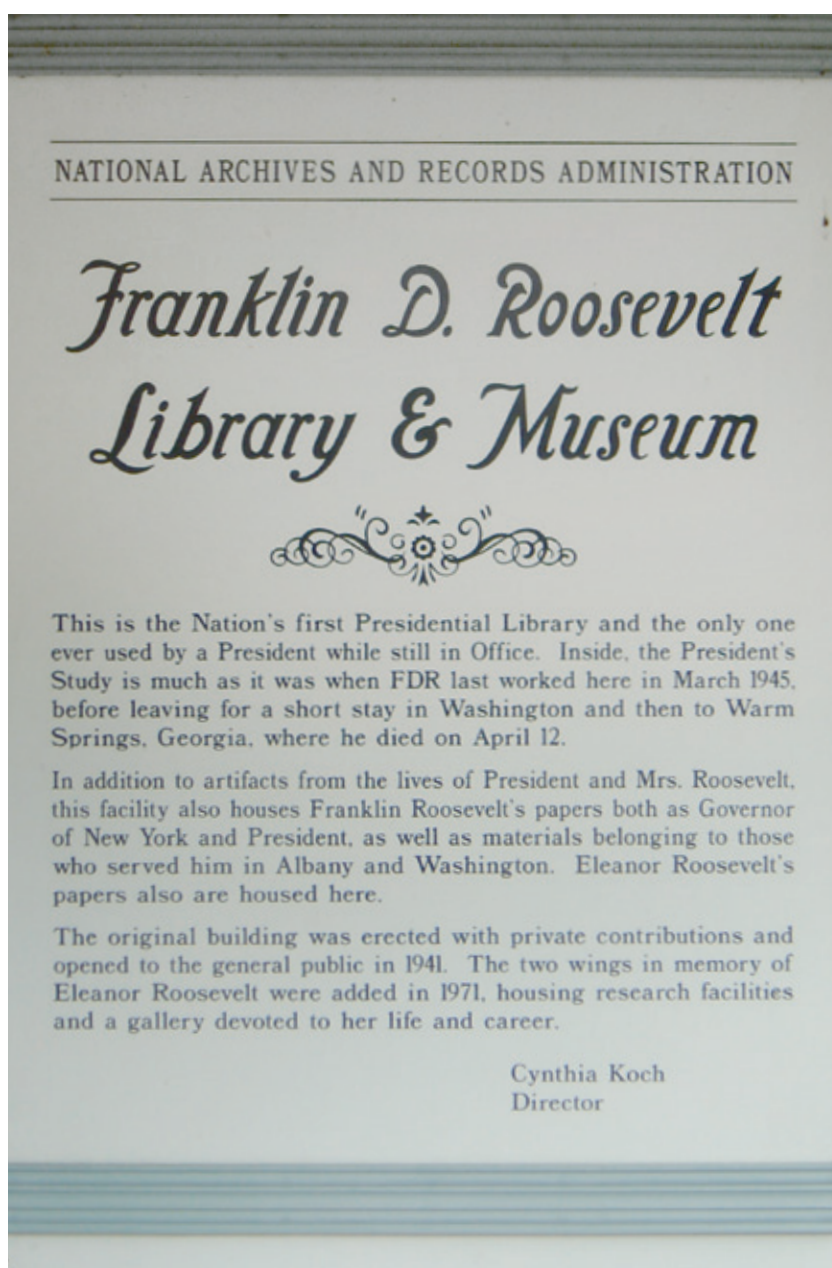 NATIONAL ARCHIVES AND RECORDS ADMINISTRATION
Franklin D. Roosevelt
Library & Museum
This is the Nation's first Presidential Library and the only one
ever used by a President while still in Office. Inside, the President's
Study is much as it was when FDR last worked here in March 1945,
before leaving for a short stay in Washington and then to Warm
Springs, Georgia, where he died on April 12.
In addition to artifacts from the lives of President and Mrs. Roosevelt,
this facility also houses Franklin Roosevelt's papers both as Governor
of New York and President, as well as materials belonging to those
who served him in Albany and Washington. Eleanor Roosevelt's
papers also are housed here.
The original building was erected with private contributions and
opened to the general public in 1941. The two wings in memory of
Eleanor Roosevelt were added in 1971, housing research facilities
and a gallery devoted to her life and career.
Cynthia Koch
Director